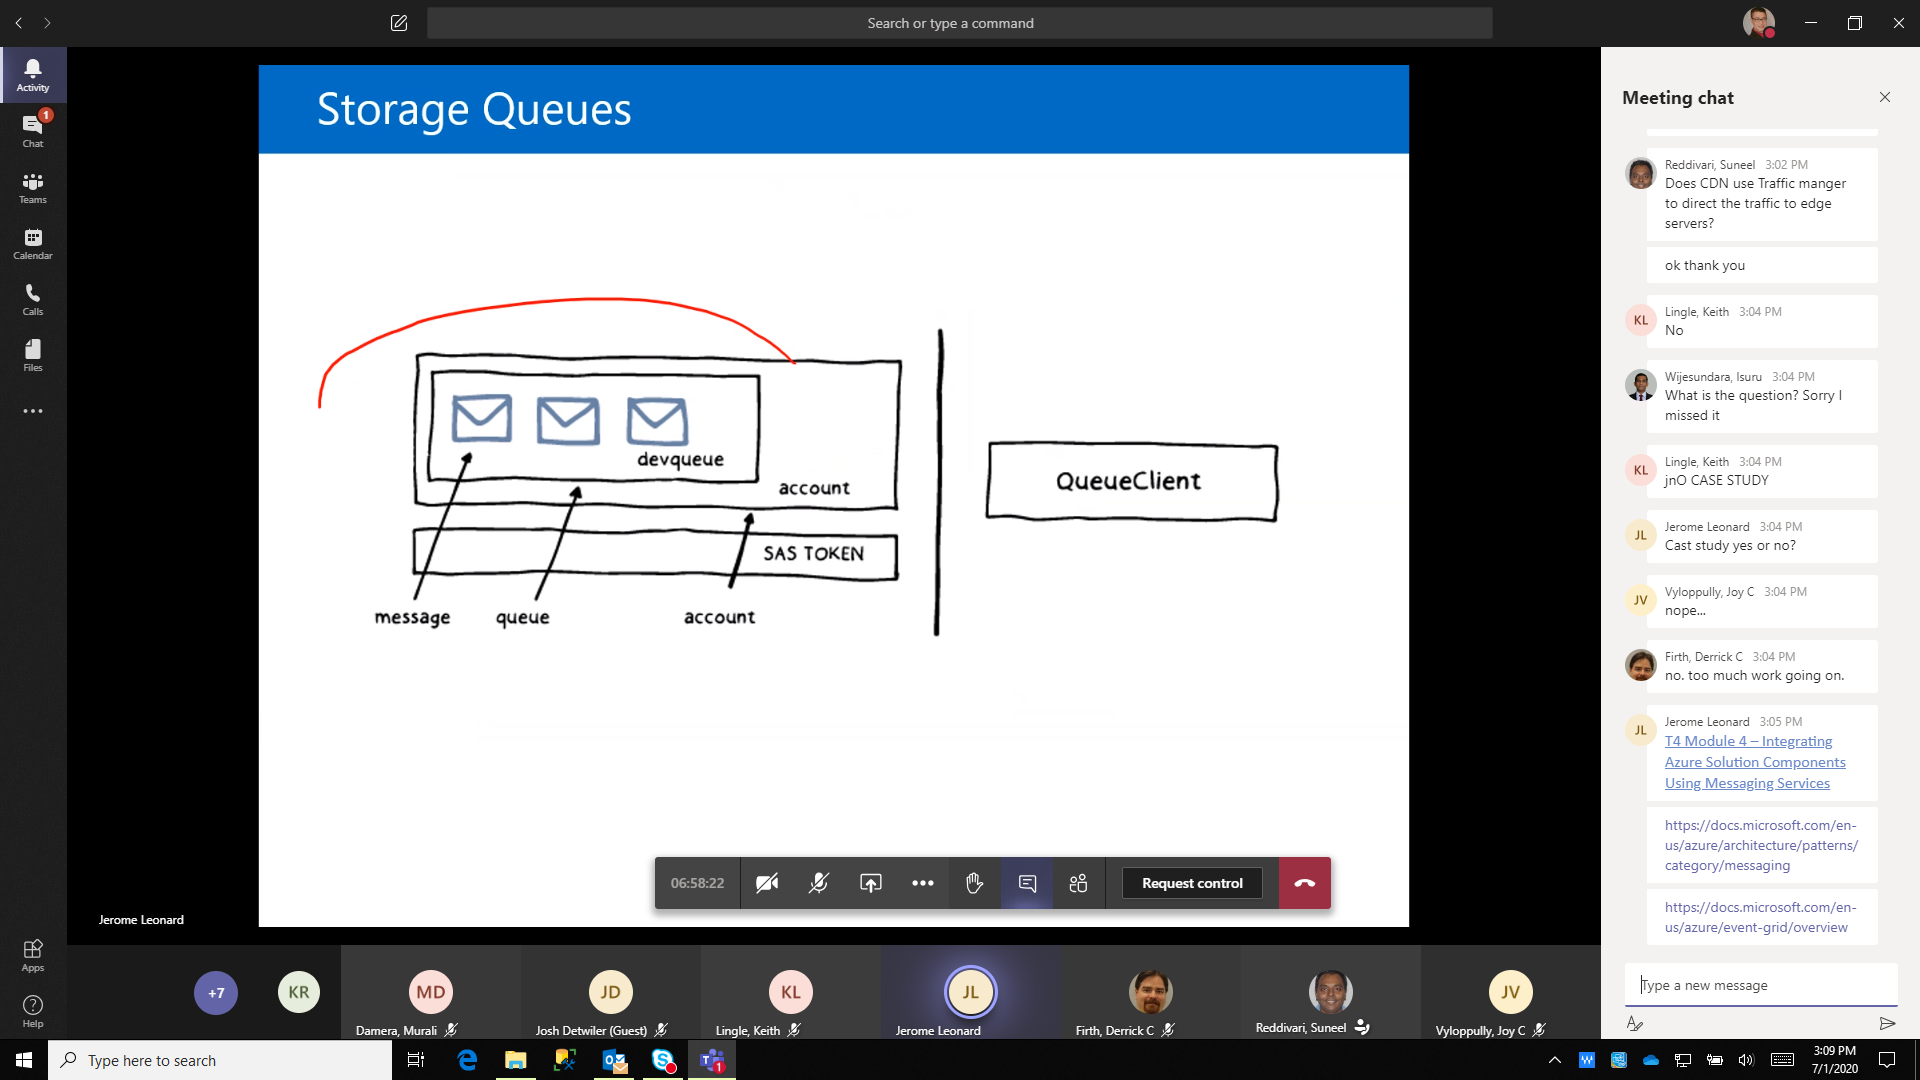 Search or type a command
Activity
1
Chat
Teams
Calendar
Calls
Files
Apps
Help
Storage Queues
devqueue
account
SAS TOKEN
message
queue
account
QueueClient
06:58:22
Request control
Jerome Leonard
+7
KR
MD
Damera, Murali
JD
Josh Detwiler (Guest)
KL
Lingle, Keith
JL
Jerome Leonard
Firth, Derrick C
Reddivari, Suneel
JV
Vyloppully, Joy C
Meeting chat
Reddivari, Suneel 3:02 PM
Does CDN use Traffic manger
to direct the traffic to edge
servers?
ok thank you
KL
Lingle, Keith 3:04 PM
No
Wijesundara, Isuru 3:04 PM
What is the question? Sorry I
missed it
KL
Lingle, Keith 3:04 PM
jnO CASE STUDY
JL
Jerome Leonard 3:04 PM
Cast study yes or no?
JV
Vyloppully, Joy C 3:04 PM
nope...
Firth, Derrick C 3:04 PM
no. too much work going on.
JL
Jerome Leonard 3:05 PM
T4 Module 4 – Integrating
Azure Solution Components
Using Messaging Services
https://docs.microsoft.com/en-
us/azure/architecture/patterns/
category/messaging
https://docs.microsoft.com/en-
us/azure/event-grid/overview
Type a new message
Type here to search
3:09 PM
7/1/2020